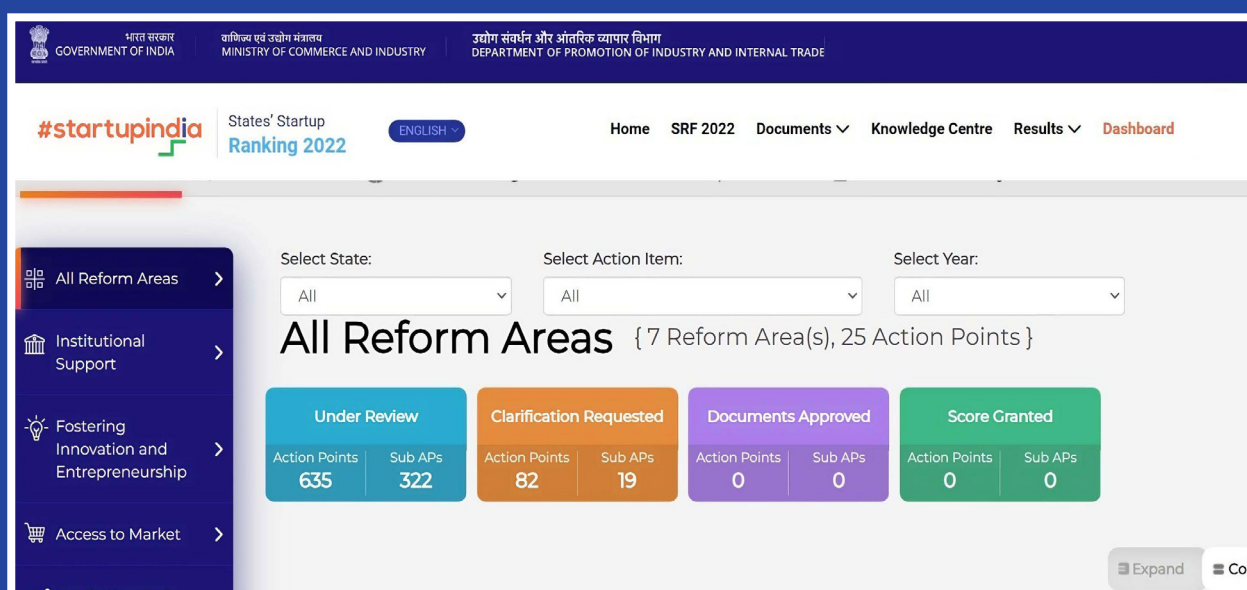 भारत सरकार
GOVERNMENT OF INDIA
वाणिज्य एवं उद्योग मंत्रालय
MINISTRY OF COMMERCE AND INDUSTRY
उद्योग संवर्धन और आंतरिक व्यापार विभाग
DEPARTMENT OF PROMOTION OF INDUSTRY AND INTERNAL TRADE
#startupindia
States' Startup
Ranking 2022
ENGLISH
Home SRF 2022 Documents Knowledge Centre Results Dashboard
All Reform Areas
Institutional
Support
Fostering
Innovation and
Entrepreneurship
Access to Market
Select State: Select Action Item: Select Year:
All All All
All Reform Areas { 7 Reform Area(s), 25 Action Points }
Under Review
Action Points Sub APs
635 322
Clarification Requested
Action Points Sub APs
82 19
Documents Approved
Action Points Sub APs
0 0
Score Granted
Action Points Sub APs
0 0
Expand Co